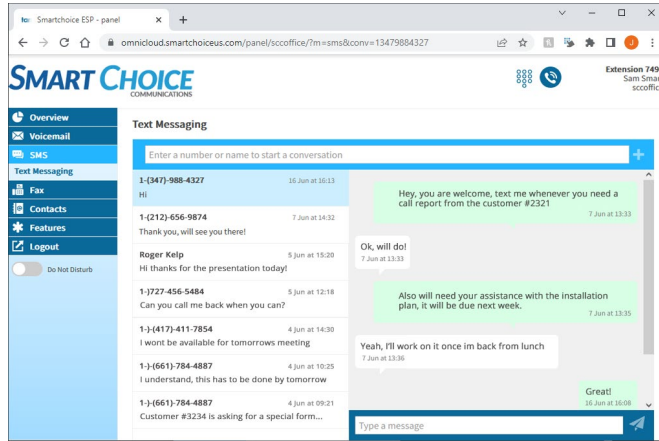 Smartchoice ESP - panel
omnicloud.smartchoiceus.com/panel/sccoffice/?m=sms&conv=13479884327
J
SMART CHOICE
COMMUNICATIONS
Extension 749
Sam Smar
sccoffic
Overview
Voicemail
SMS
Text Messaging
Fax
Contacts
Features
Logout
Do Not Disturb
Text Messaging
Enter a number or name to start a conversation
1-(347)-988-4327 16 Jun at 16:13
Hi
1-(212)-656-9874 7 Jun at 14:32
Thank you, will see you there!
Roger Kelp 5 Jun at 15:20
Hi thanks for the presentation today!
1-)727-456-5484 5 Jun at 12:18
Can you call me back when you can?
1-)-(417)-411-7854 4 Jun at 14:30
I wont be available for tomorrows meeting
1-)-(661)-784-4887 4 Jun at 10:25
I understand, this has to be done by tomorrow
1-)-(661)-784-4887 4 Jun at 09:21
Customer #3234 is asking for a special form...
Hey, you are welcome, text me whenever you need a
call report from the customer #2321
7 Jun at 13:33
Ok, will do!
7 Jun at 13:33
Also will need your assistance with the installation
plan, it will be due next week.
7 Jun at 13:35
Yeah, I'll work on it once im back from lunch
7 Jun at 13:36
Great!
16 Jun at 16:08
Type a message